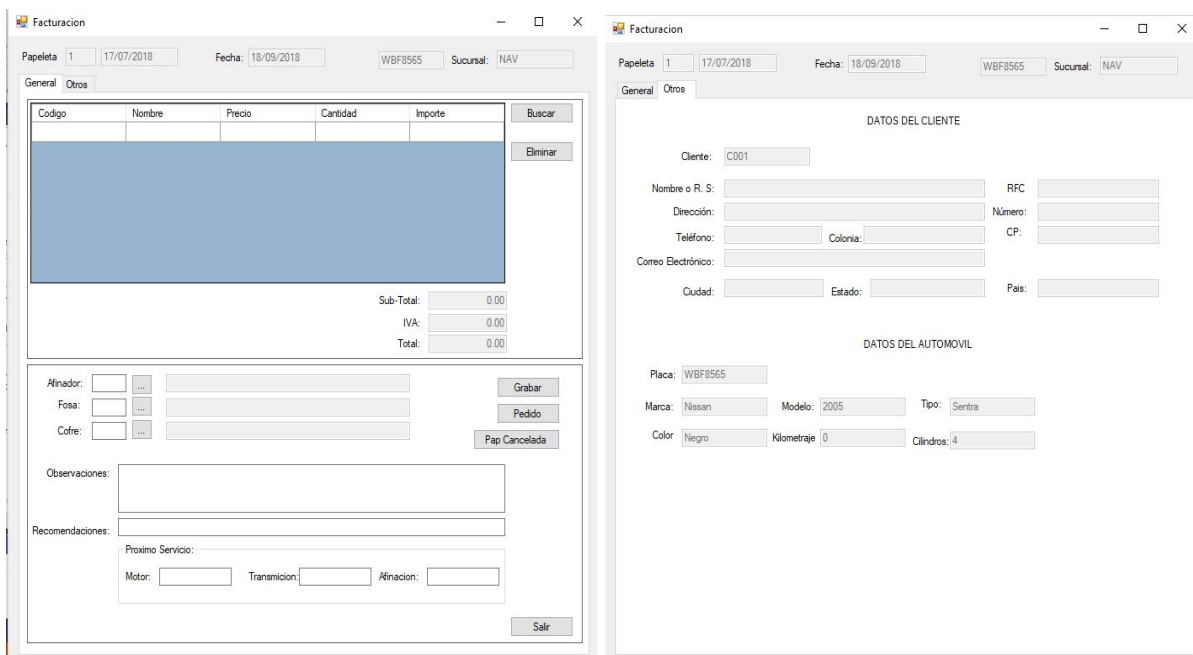 Facturacion
Papeleta 1 17/07/2018 Fecha: 18/09/2018 WBF8565 Sucursal: NAV
General Otros
Codigo Nombre Precio Cantidad Importe Buscar
Eliminar
Sub-Total: 0.00
IVA: 0.00
Total: 0.00
Afinador: ... Grabar
Fosa: ... Pedido
Cofre: ... Pap Cancelada
Observaciones:
Recomendaciones:
Proximo Servicio:
Motor: Transmicion: Afinacion:
Salir
Facturacion
Papeleta 1 17/07/2018 Fecha: 18/09/2018 WBF8565 Sucursal: NAV
General Otros
DATOS DEL CLIENTE
Cliente: C001
Nombre o R. S: RFC
Dirección: Número:
Teléfono: Colonia: CP:
Correo Electrónico:
Ciudad: Estado: Pais:
DATOS DEL AUTOMOVIL
Placa: WBF8565
Marca: Nissan Modelo: 2005 Tipo: Sentra
Color Negro Kilometraje 0 Cilindros: 4